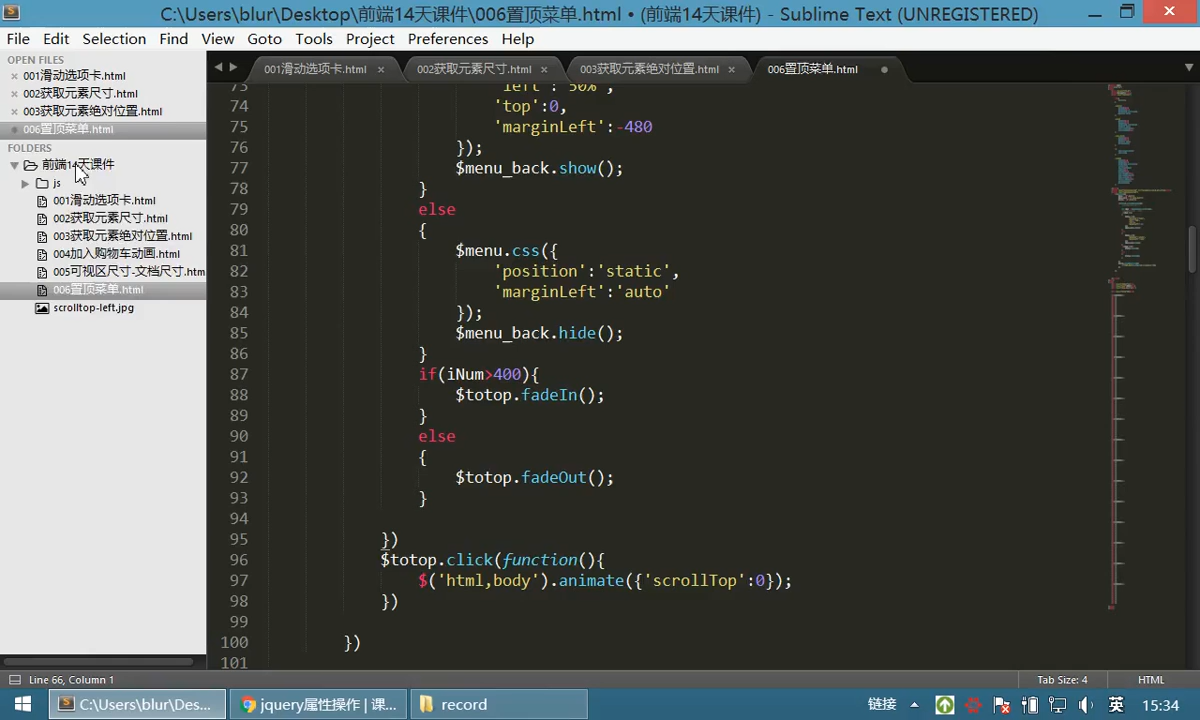 C:\Users\blur\Desktop\前端14天课件\006置顶菜单.html • (前端14天课件) - Sublime Text (UNREGISTERED)
File Edit Selection Find View Goto Tools Project Preferences Help
OPEN FILES
001滑动选项卡.html
002获取元素尺寸.html
003获取元素绝对位置.html
006置顶菜单.html
FOLDERS
前端14天课件
js
001滑动选项卡.html
002获取元素尺寸.html
003获取元素绝对位置.html
004加入购物车动画.html
005可视区尺寸-文档尺寸.htm
006置顶菜单.html
scrolltop-left.jpg
001滑动选项卡.html 002获取元素尺寸.html 003获取元素绝对位置.html 006置顶菜单.html
73 'left':'50%',
74 'top':0,
75 'marginLeft':-480
76 });
77 $menu_back.show();
78 }
79 else
80 {
81 $menu.css({
82 'position':'static',
83 'marginLeft':'auto'
84 });
85 $menu_back.hide();
86 }
87 if(iNum>400){
88 $totop.fadeIn();
89 }
90 else
91 {
92 $totop.fadeOut();
93 }
94
95 })
96 $totop.click(function(){
97 $('html,body').animate({'scrollTop':0});
98 })
99
100 })
101
Line 66, Column 1 Tab Size: 4 HTML
C:\Users\blur\Des... jquery属性操作 | 课... record 链接 英 15:34